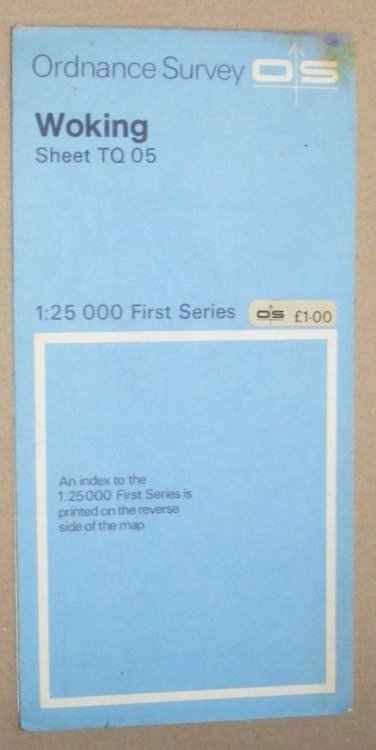 Ordnance Survey OS
Woking
Sheet TQ 05
1:25 000 First Series OS £1·00
An index to the
1:25000 First Series is
printed on the reverse
side of the map